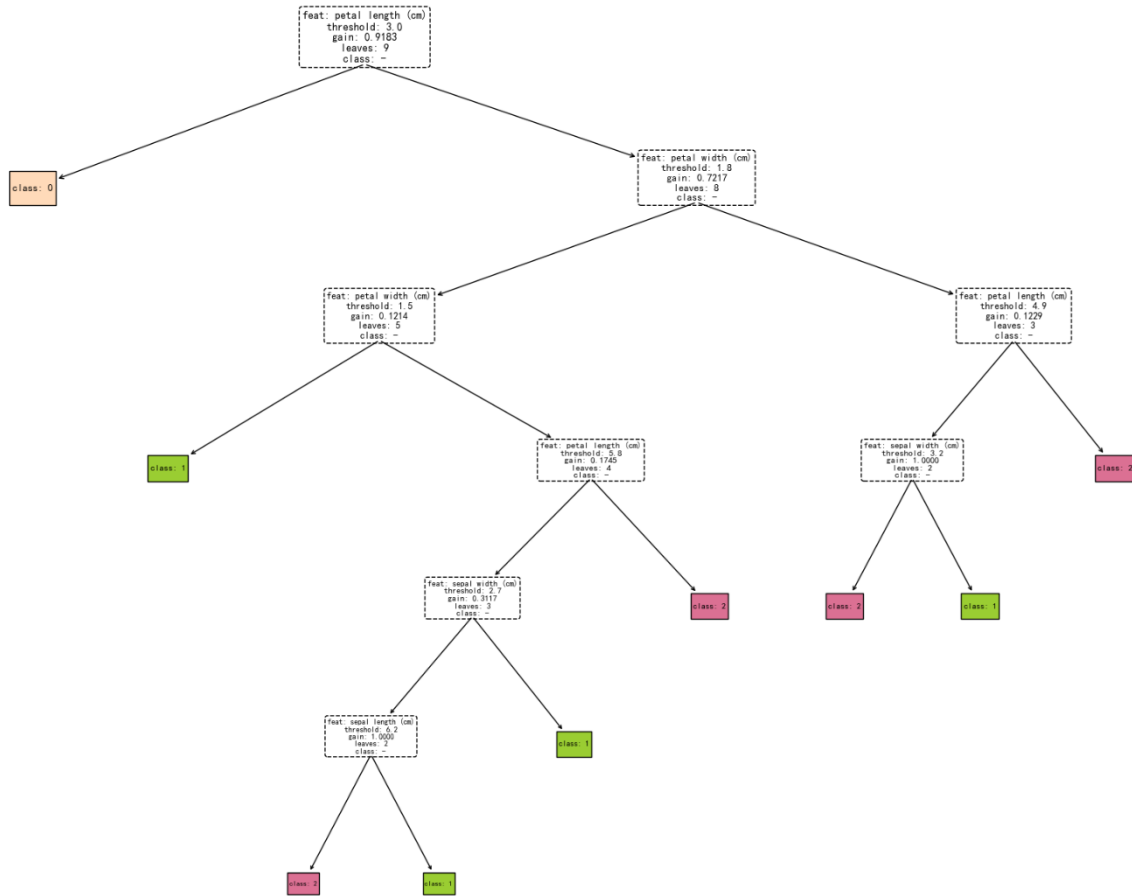 feat: petal length (cm)
threshold: 3.0
gain: 0.9183
leaves: 9
class: -
class: 0
feat: petal width (cm)
threshold: 1.8
gain: 0.7217
leaves: 8
class: -
feat: petal width (cm)
threshold: 1.5
gain: 0.1214
leaves: 5
class: -
feat: petal length (cm)
threshold: 4.9
gain: 0.1229
leaves: 3
class: -
class: 1
feat: petal length (cm)
threshold: 5.8
gain: 0.1745
leaves: 4
class: -
feat: sepal width (cm)
threshold: 3.2
gain: 1.0000
leaves: 2
class: -
class: 2
feat: sepal width (cm)
threshold: 2.7
gain: 0.3117
leaves: 3
class: -
class: 2
class: 2
class: 1
feat: sepal length (cm)
threshold: 6.2
gain: 1.0000
leaves: 2
class: -
class: 1
class: 2
class: 1